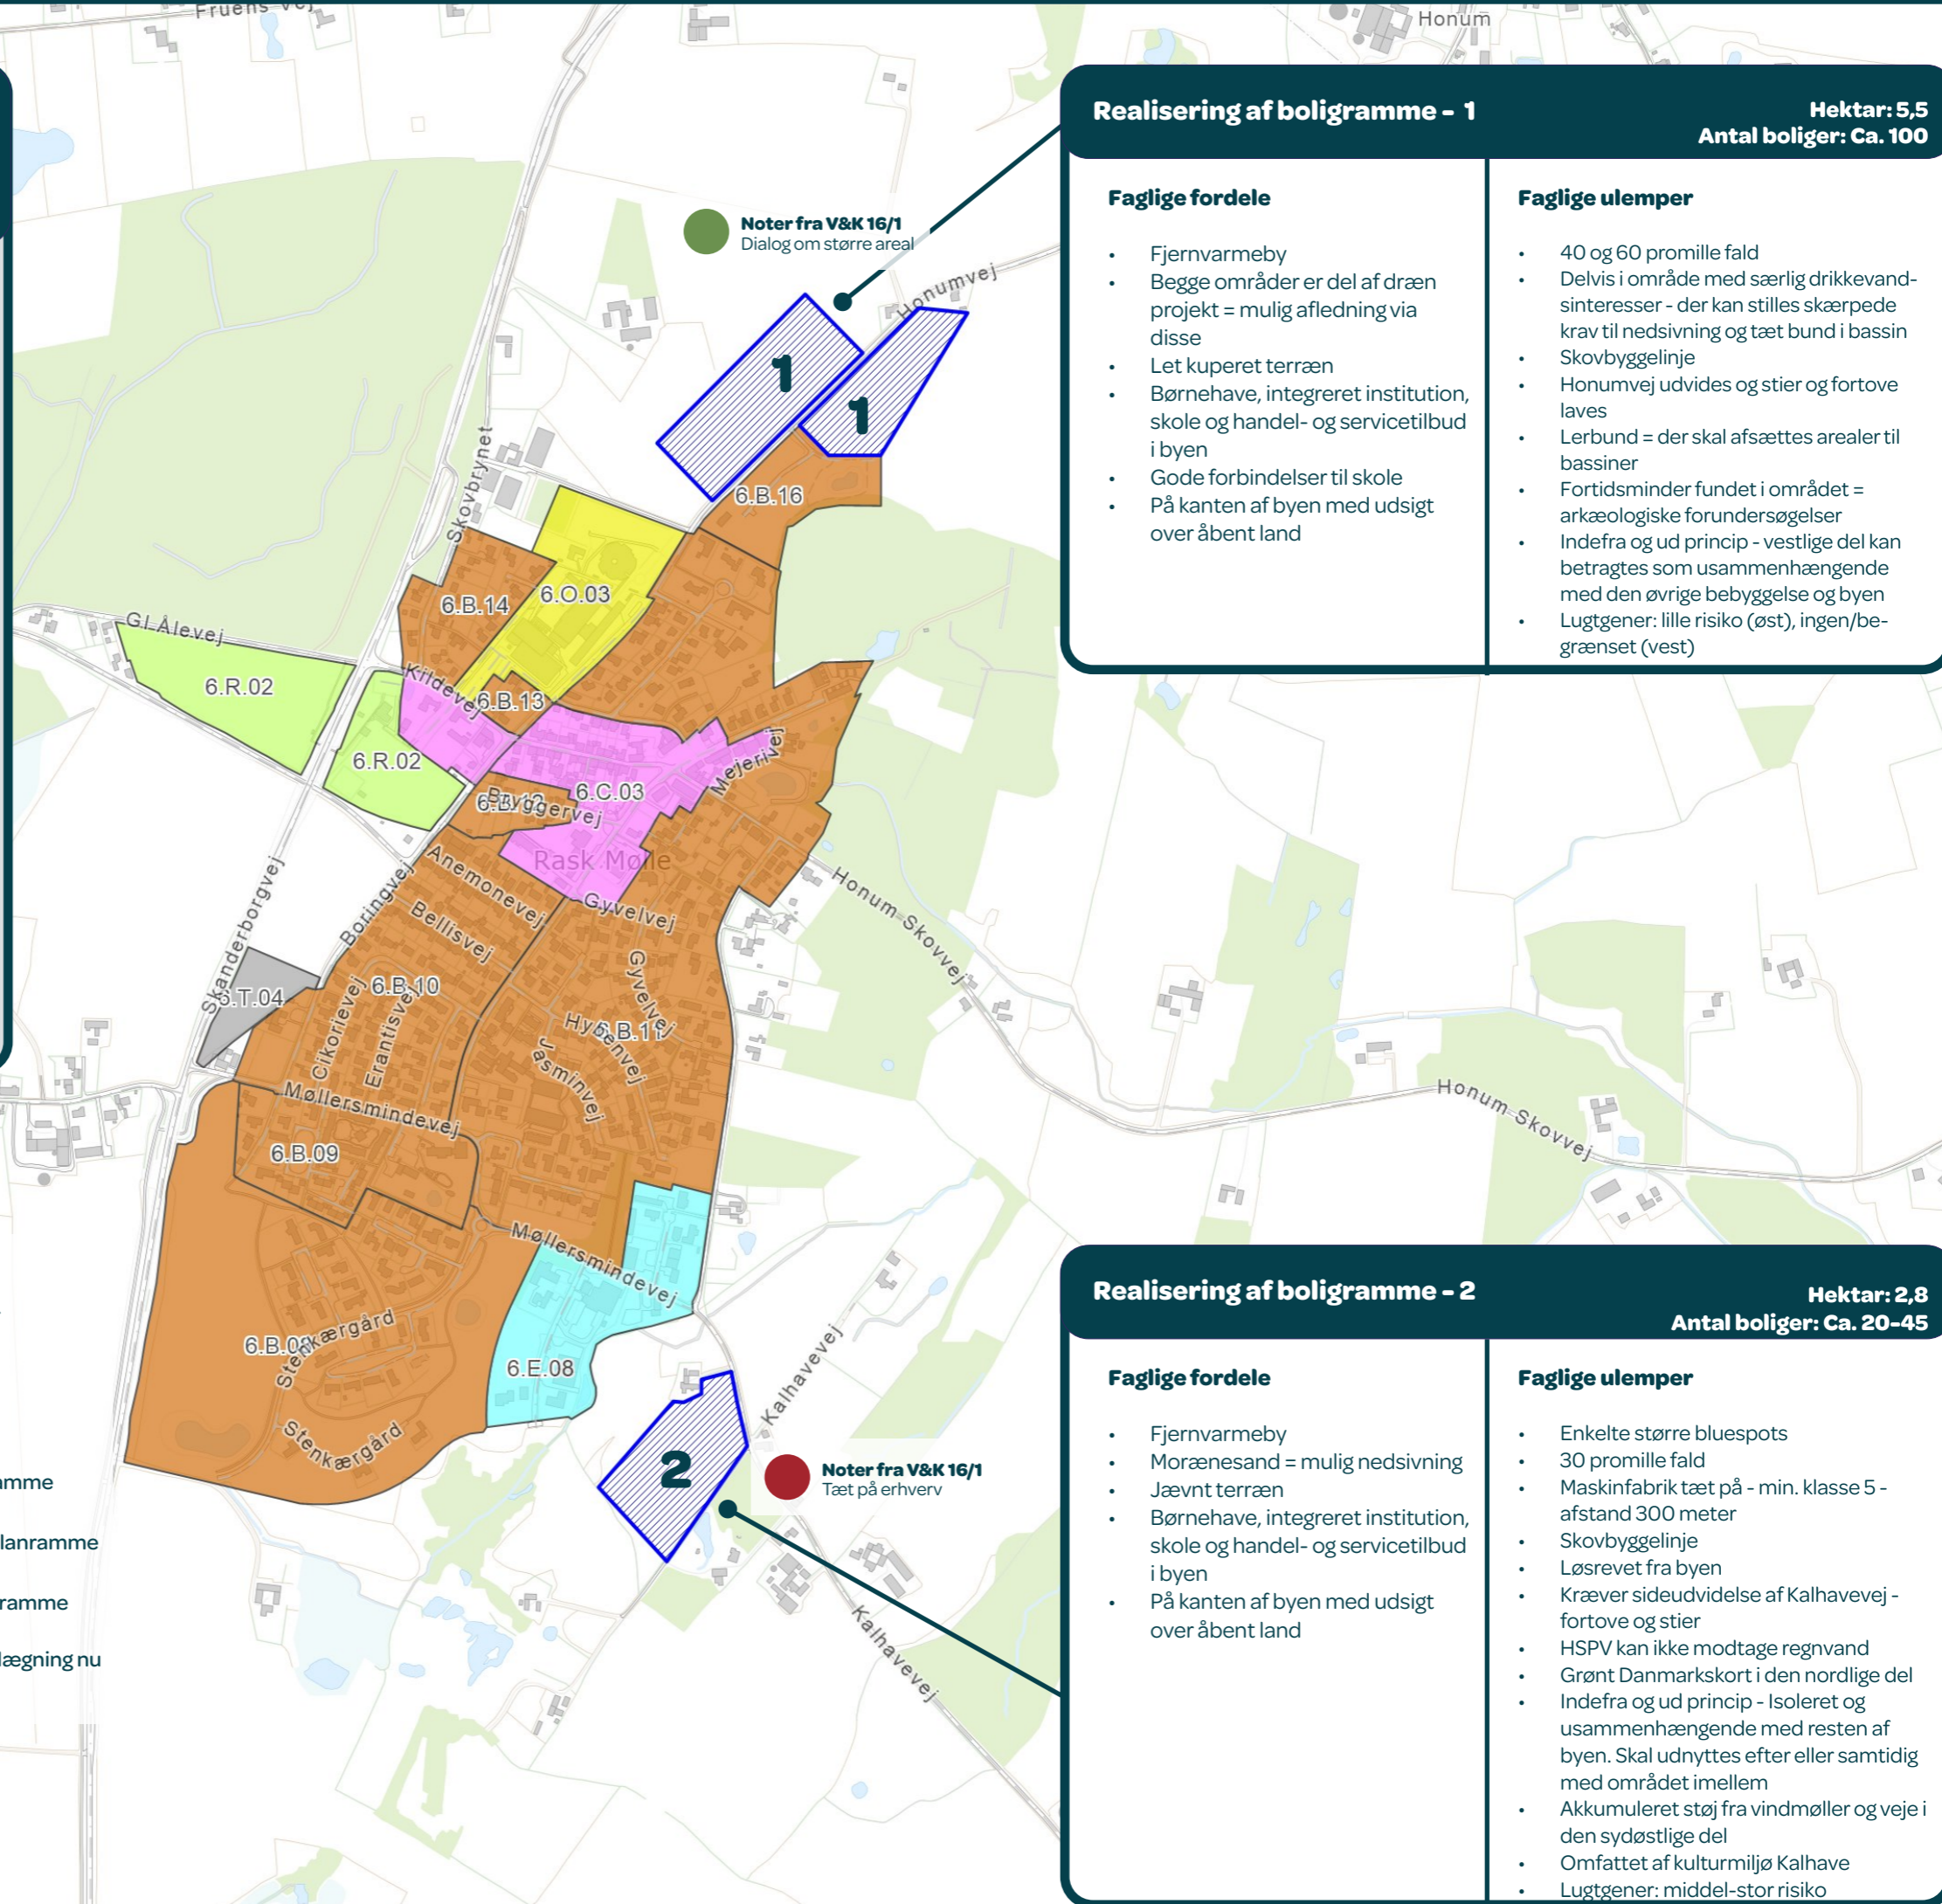 Fruens Vej
Honum
Realisering af boligramme - 1
Hektar: 5,5
Antal boliger: Ca. 100
Faglige fordele
• Fjernvarmeby
• Begge områder er del af dræn
projekt = mulig afledning via
disse
• Let kuperet terræn
• Børnehave, integreret institution,
skole og handel- og servicetilbud
i byen
• Gode forbindelser til skole
• På kanten af byen med udsigt
over åbent land
Faglige ulemper
• 40 og 60 promille fald
• Delvis i område med særlig drikkevand-
sinteresser - der kan stilles skærpede
krav til nedsivning og tæt bund i bassin
• Skovbyggelinje
• Honumvej udvides og stier og fortove
laves
• Lerbund = der skal afsættes arealer til
bassiner
• Fortidsminder fundet i området =
arkæologiske forundersøgelser
• Indefra og ud princip - vestlige del kan
betragtes som usammenhængende
med den øvrige bebyggelse og byen
• Lugtgener: lille risiko (øst), ingen/be-
grænset (vest)
Noter fra V&K 16/1
Dialog om større areal
Honumvej
1
1
6.B.16
Skovbrynet
6.O.03
6.B.14
Gl Ålevej
6.R.02
Kildevej
6.B.13
6.R.02
Mejerivej
6.C.03
Bryggervej
Rask Mølle
Anemonevej
Gyvelvej
Honum Skovvej
Boringvej
Bellisvej
Skanderborgvej
6.B.10
Gyvelvej
Cikorievej
Erantisvej
Hybenvej
6.B.11
Jasminvej
Møllersmindevej
Honum Skovvej
6.B.09
Møllersmindevej
Stenkærgård
6.E.08
Kalhavevej
Stenkærgård
2
Noter fra V&K 16/1
Tæt på erhverv
Kalhavevej
amme
lanramme
ramme
lægning nu
Realisering af boligramme - 2
Hektar: 2,8
Antal boliger: Ca. 20-45
Faglige fordele
• Fjernvarmeby
• Morænesand = mulig nedsivning
• Jævnt terræn
• Børnehave, integreret institution,
skole og handel- og servicetilbud
i byen
• På kanten af byen med udsigt
over åbent land
Faglige ulemper
• Enkelte større bluespots
• 30 promille fald
• Maskinfabrik tæt på - min. klasse 5 -
afstand 300 meter
• Skovbyggelinje
• Løsrevet fra byen
• Kræver sideudvidelse af Kalhavevej -
fortove og stier
• HSPV kan ikke modtage regnvand
• Grønt Danmarkskort i den nordlige del
• Indefra og ud princip - Isoleret og
usammenhængende med resten af
byen. Skal udnyttes efter eller samtidig
med området imellem
• Akkumuleret støj fra vindmøller og veje i
den sydøstlige del
• Omfattet af kulturmiljø Kalhave
• Lugtgener: middel-stor risiko